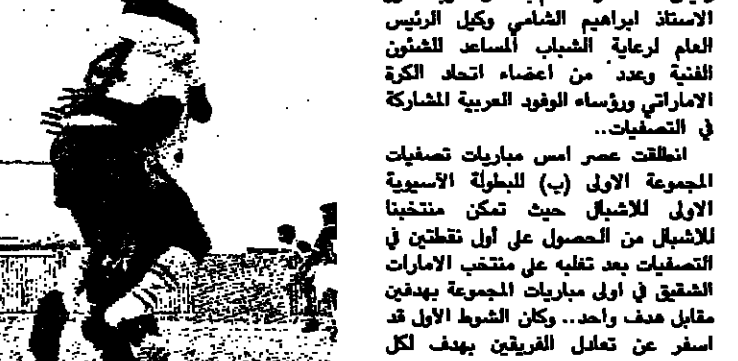 الاستاذ ابراهيم الشامي وكيل الرئيس
العام لرعاية الشباب المساعد للشئون
الفنية وعدد من اعضاء اتحاد الكرة
الاماراتي ورؤساء الوفود العربية المشاركة
في التصفيات..
انطلقت عصر امس مباريات تصفيات
المجموعة الاولى (ب) للبطولة الآسيوية
الاولى للاشبال حيث تمكن منتخبنا
للاشبال من الحصول على أول نقطتين في
التصفيات بعد تغلبه على منتخب الامارات
الشقيق في اولى مباريات المجموعة بهدفين
مقابل هدف واحد.. وكان الشوط الأول قد
اسفر عن تعادل الفريقين بهدف لكل